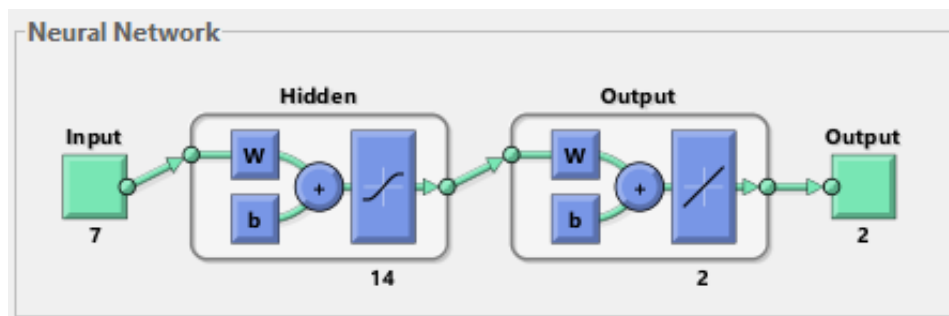 Neural Network
Hidden
Output
Input
Output
W
W
+
+
b
b
7
2
14
2